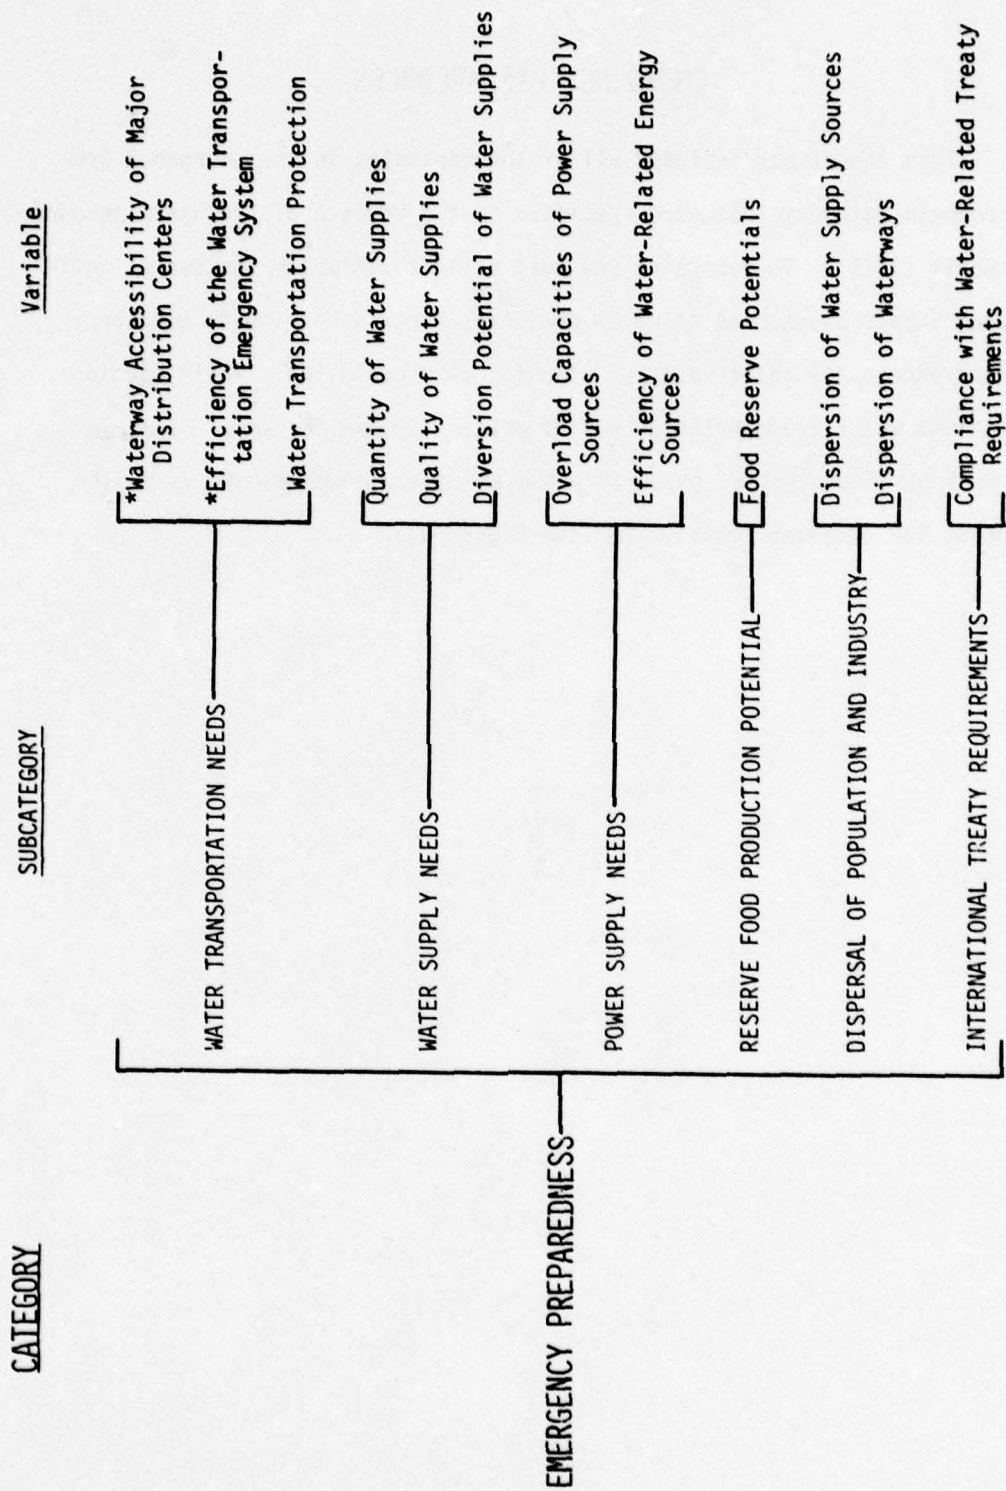 CATEGORY
SUBCATEGORY
Variable
EMERGENCY PREPAREDNESS
WATER TRANSPORTATION NEEDS
*Waterway Accessibility of Major
Distribution Centers
*Efficiency of the Water Transpor-
tation Emergency System
Water Transportation Protection
WATER SUPPLY NEEDS
Quantity of Water Supplies
Quality of Water Supplies
Diversion Potential of Water Supplies
POWER SUPPLY NEEDS
Overload Capacities of Power Supply
Sources
Efficiency of Water-Related Energy
Sources
RESERVE FOOD PRODUCTION POTENTIAL
Food Reserve Potentials
DISPERSAL OF POPULATION AND INDUSTRY
Dispersion of Water Supply Sources
Dispersion of Waterways
INTERNATIONAL TREATY REQUIREMENTS
Compliance with Water-Related Treaty
Requirements